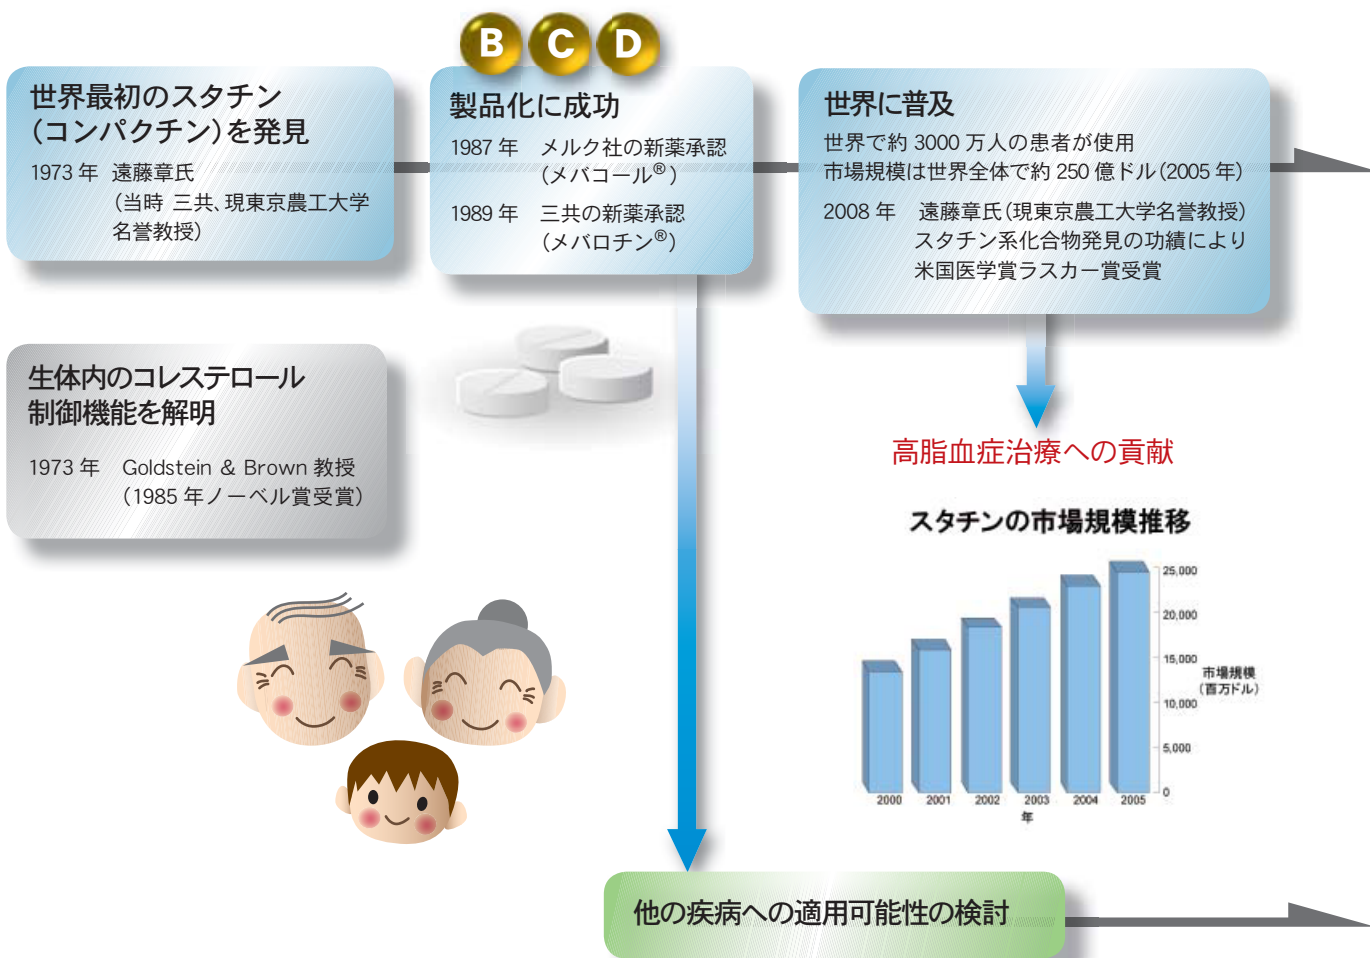 B C D
世界最初のスタチン
（コンパクチン）を発見
1973 年 遠藤章氏
（当時 三共、現東京農工大学
名誉教授）
製品化に成功
1987 年 メルク社の新薬承認
（メバコール®）
1989 年 三共の新薬承認
（メバロチン®）
世界に普及
世界で約 3000 万人の患者が使用
市場規模は世界全体で約 250 億ドル（2005 年）
2008 年 遠藤章氏（現東京農工大学名誉教授）
スタチン系化合物発見の功績により
米国医学賞ラスカー賞受賞
生体内のコレステロール
制御機能を解明
1973 年 Goldstein & Brown 教授
（1985 年ノーベル賞受賞）
高脂血症治療への貢献
スタチンの市場規模推移
25,000
20,000
15,000
10,000
5,000
0
市場規模
（百万ドル）
2000 2001 2002 2003 2004 2005
年
他の疾病への適用可能性の検討